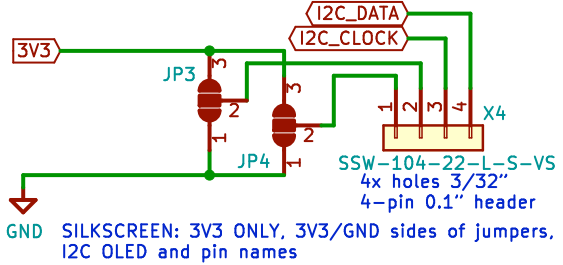 I2C_DATA
I2C_CLOCK
3V3
JP3
3
2
1
3
2
1
JP4
1
2
3
4
X4
SSW-104-22-L-S-VS
4x holes 3/32"
4-pin 0.1" header
GND
SILKSCREEN: 3V3 ONLY, 3V3/GND sides of jumpers,
I2C OLED and pin names